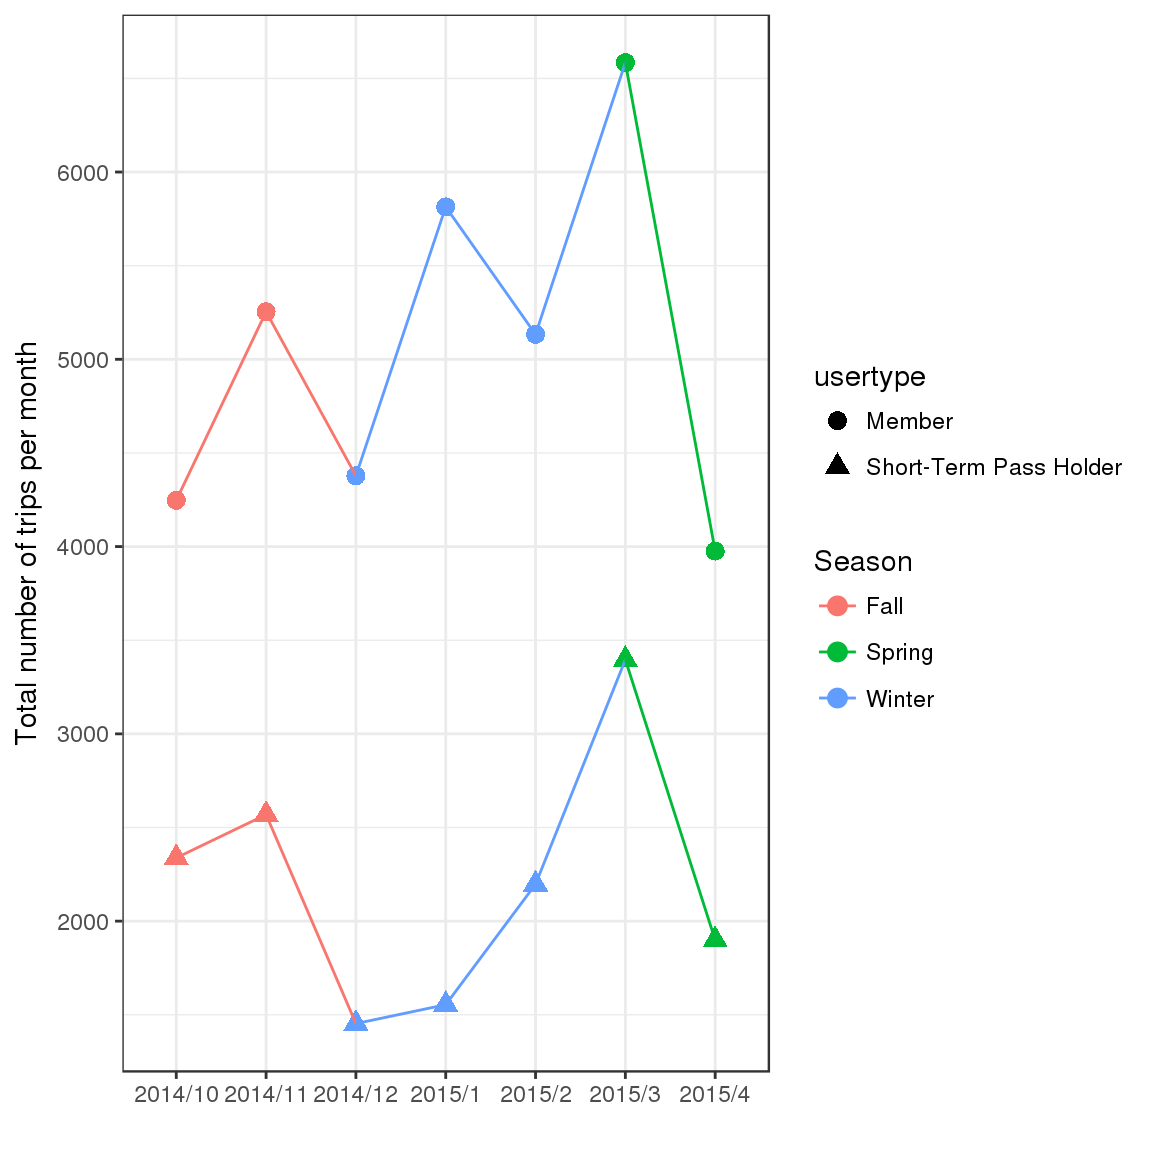 Total number of trips per month
6000
5000
4000
3000
2000
2014/10 2014/11 2014/12 2015/1 2015/2 2015/3 2015/4
usertype
Member
Short-Term Pass Holder
Season
Fall
Spring
Winter